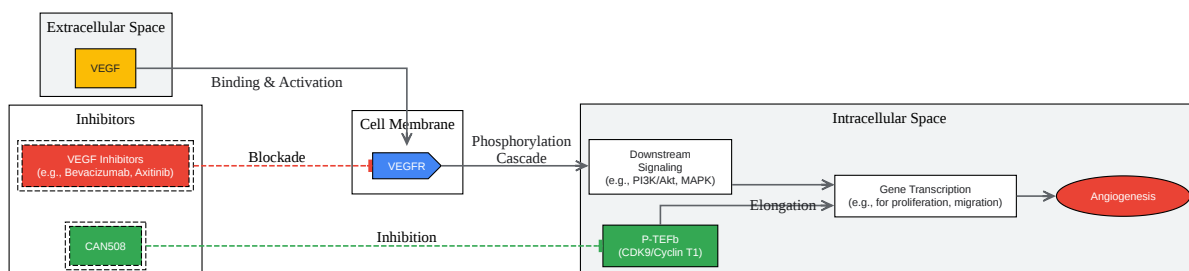 Extracellular Space
VEGF
Binding & Activation
Inhibitors
VEGF Inhibitors
(e.g., Bevacizumab, Axitinib)
Blockade
Cell Membrane
VEGFR
Phosphorylation
Cascade
Intracellular Space
Downstream
Signaling
(e.g., PI3K/Akt, MAPK)
Gene Transcription
(e.g., for proliferation, migration)
Angiogenesis
Elongation
CAN508
Inhibition
P-TEFb
(CDK9/Cyclin T1)